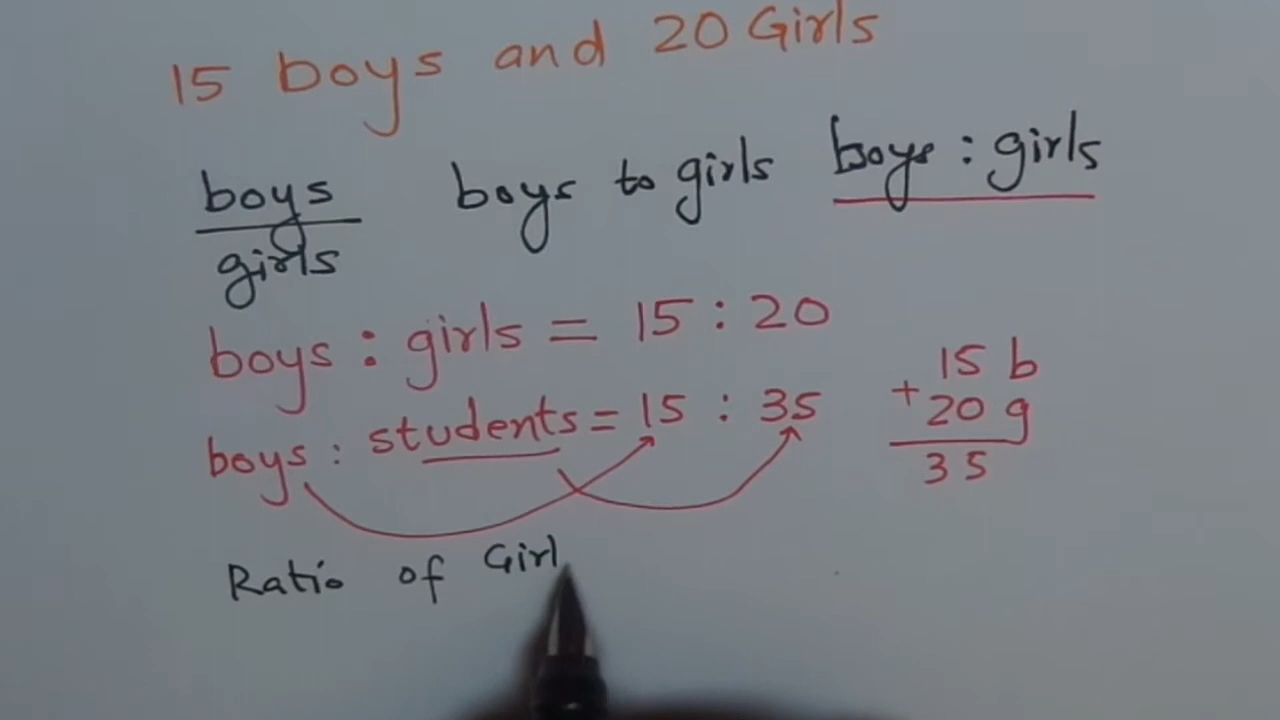 15 boys and 20 Girls
boys boys to girls boys : girls
girls
boys : girls = 15 : 20
15 b
boys : students = 15 : 35
+ 20 g
35
Ratio of Girl